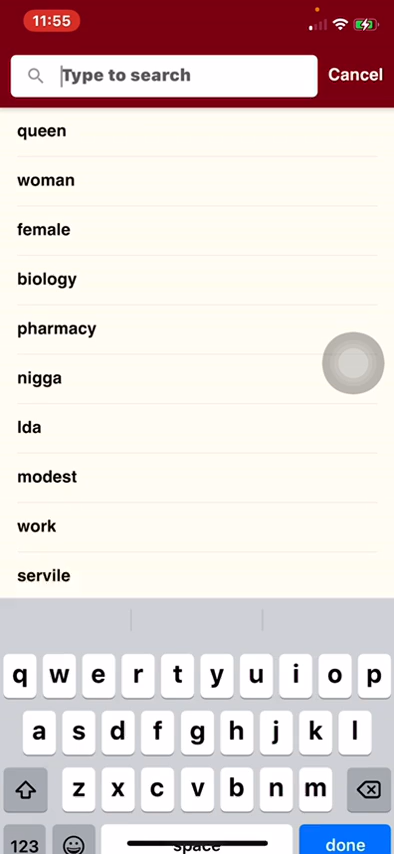 11:55
Type to search
Cancel
queen
woman
female
biology
pharmacy
nigga
lda
modest
work
servile
q w e r t y u i o p
a s d f g h j k l
z x c v b n m
123 space done